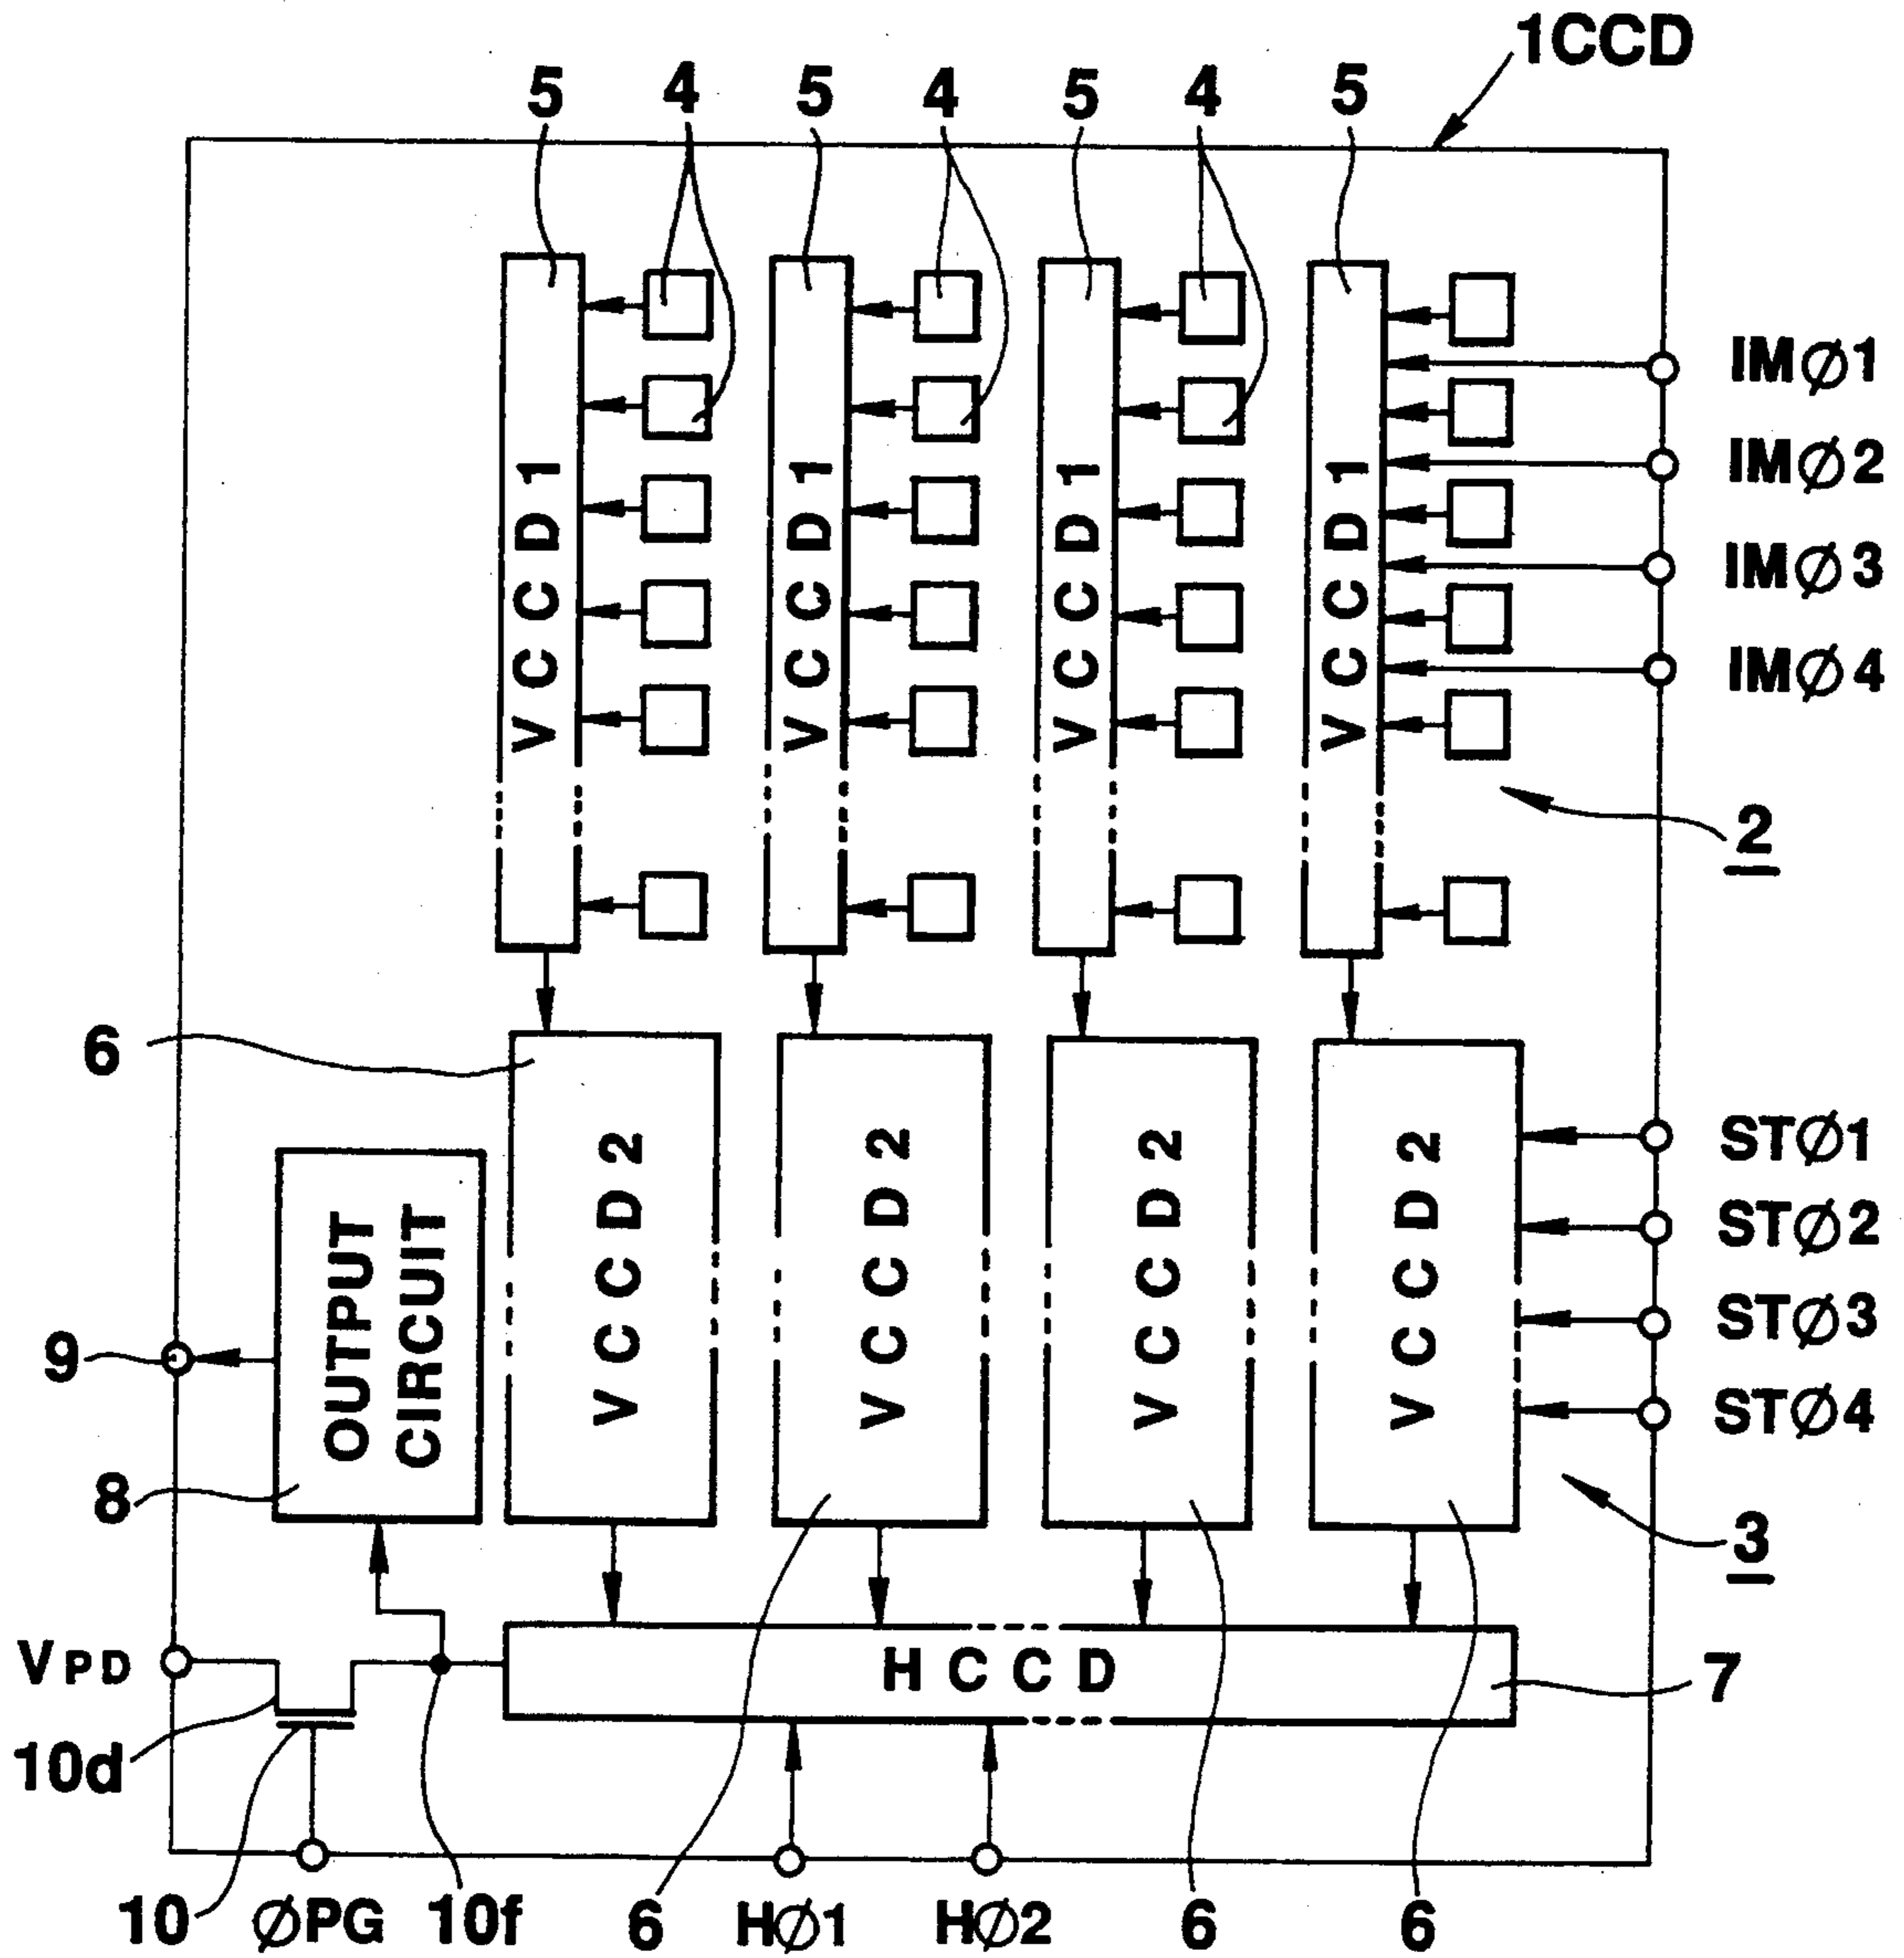 1CCD
5 4 5 4 5 4 5
VCCD1 VCCD1 VCCD1 VCCD1
IMØ1
IMØ2
IMØ3
IMØ4
2
6
VCCD2 VCCD2 VCCD2 VCCD2
STØ1
STØ2
STØ3
STØ4
OUTPUT
CIRCUIT
9
8
3
VPD
HCCD
7
10d
10 ØPG 10f 6 HØ1 HØ2 6 6